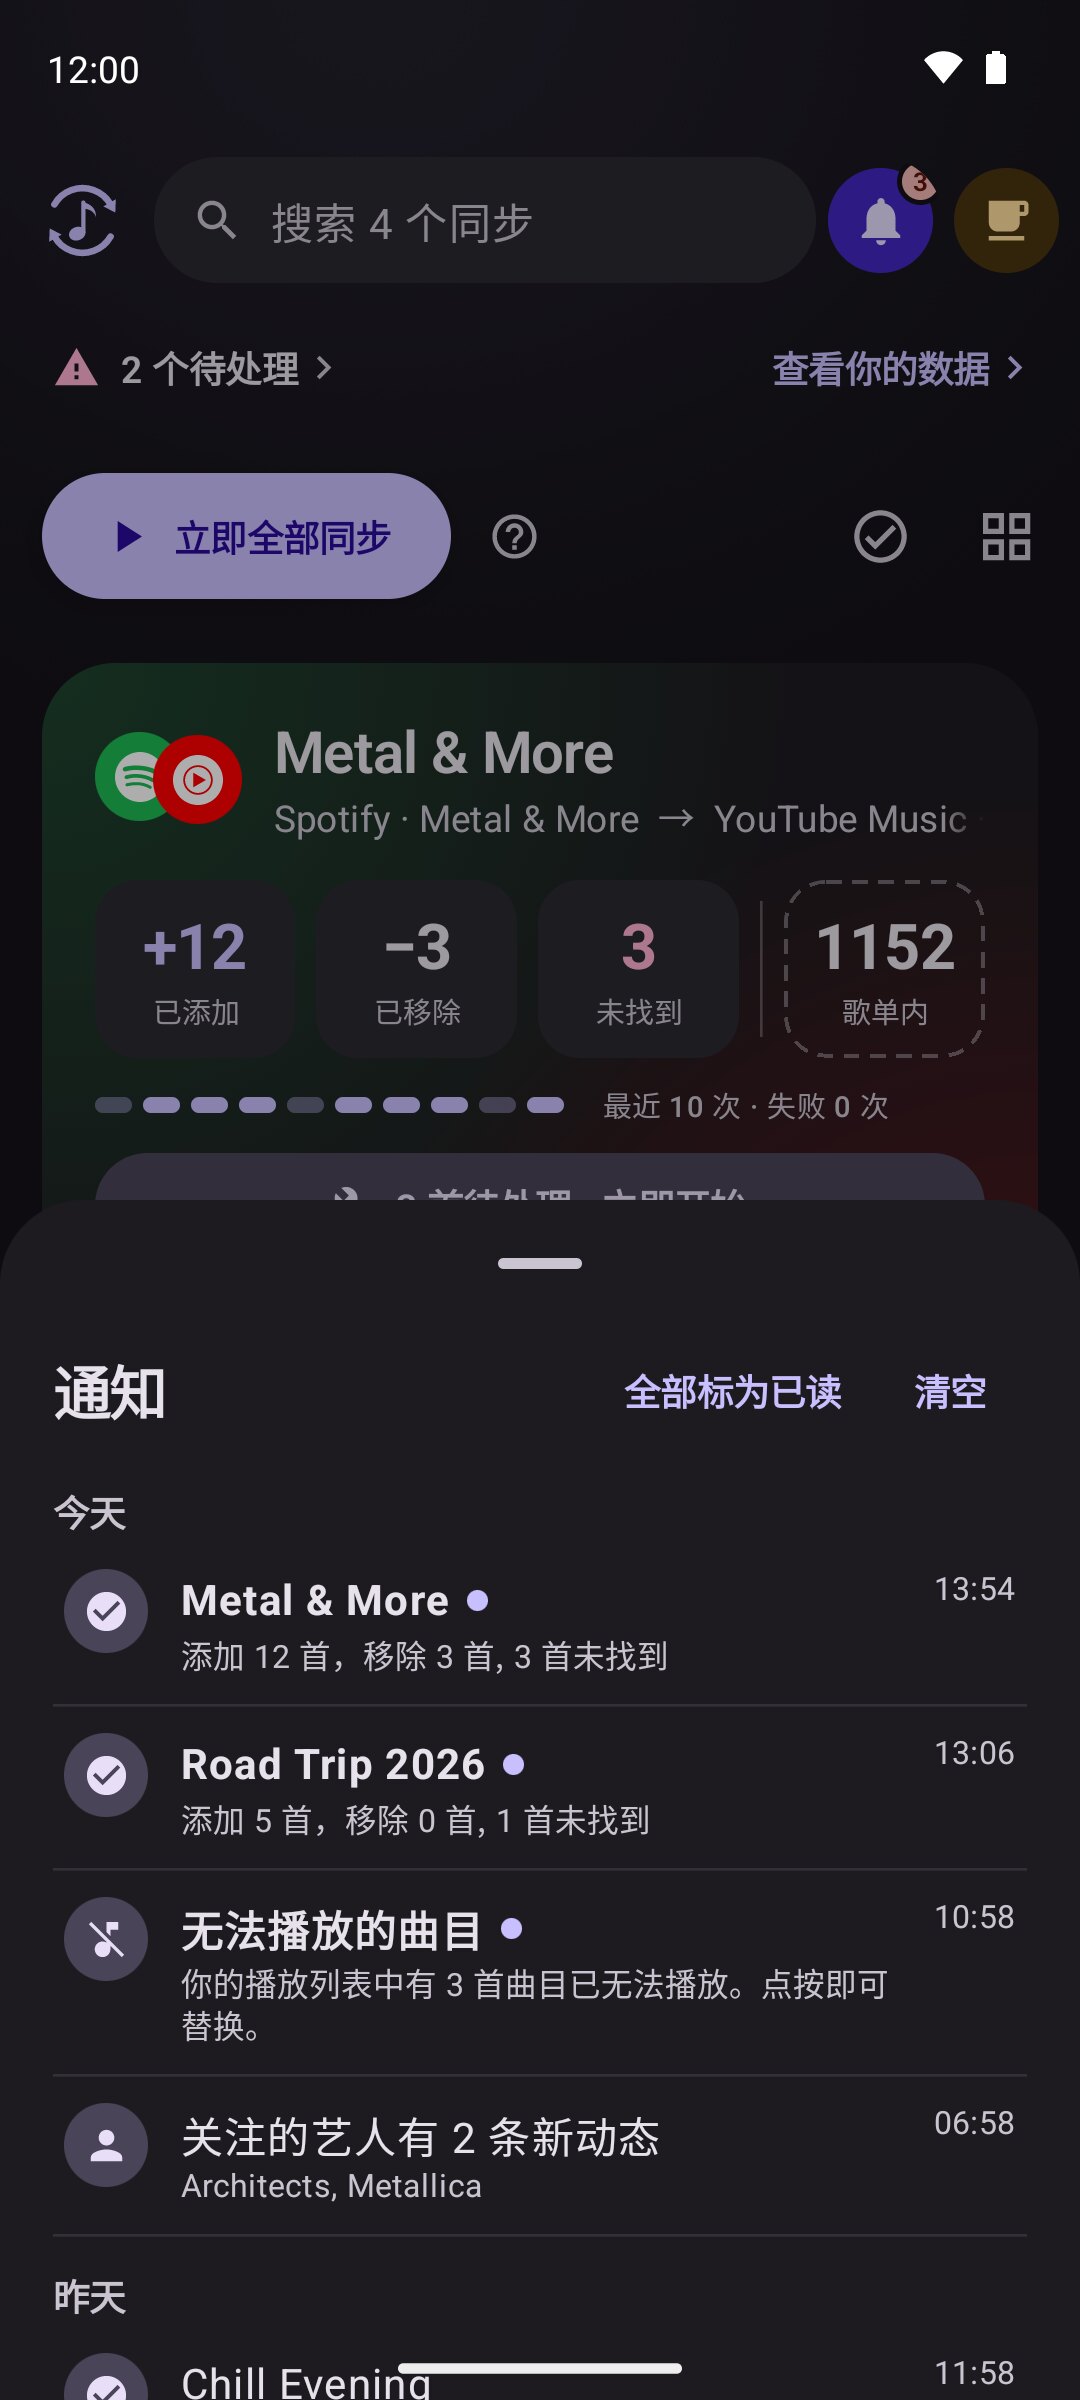 12:00
搜索 4 个同步
3
2 个待处理
查看你的数据
立即全部同步
Metal & More
Spotify · Metal & More → YouTube Music
+12
已添加
−3
已移除
3
未找到
1152
歌单内
最近 10 次 · 失败 0 次
通知
全部标为已读
清空
今天
Metal & More
13:54
添加 12 首，移除 3 首, 3 首未找到
Road Trip 2026
13:06
添加 5 首，移除 0 首, 1 首未找到
无法播放的曲目
10:58
你的播放列表中有 3 首曲目已无法播放。点按即可
替换。
关注的艺人有 2 条新动态
06:58
Architects, Metallica
昨天
Chill Evening
11:58